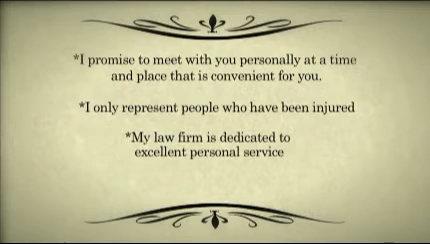 *I promise to meet with you personally at a time
and place that is convenient for you.
*I only represent people who have been injured
*My law firm is dedicated to
excellent personal service